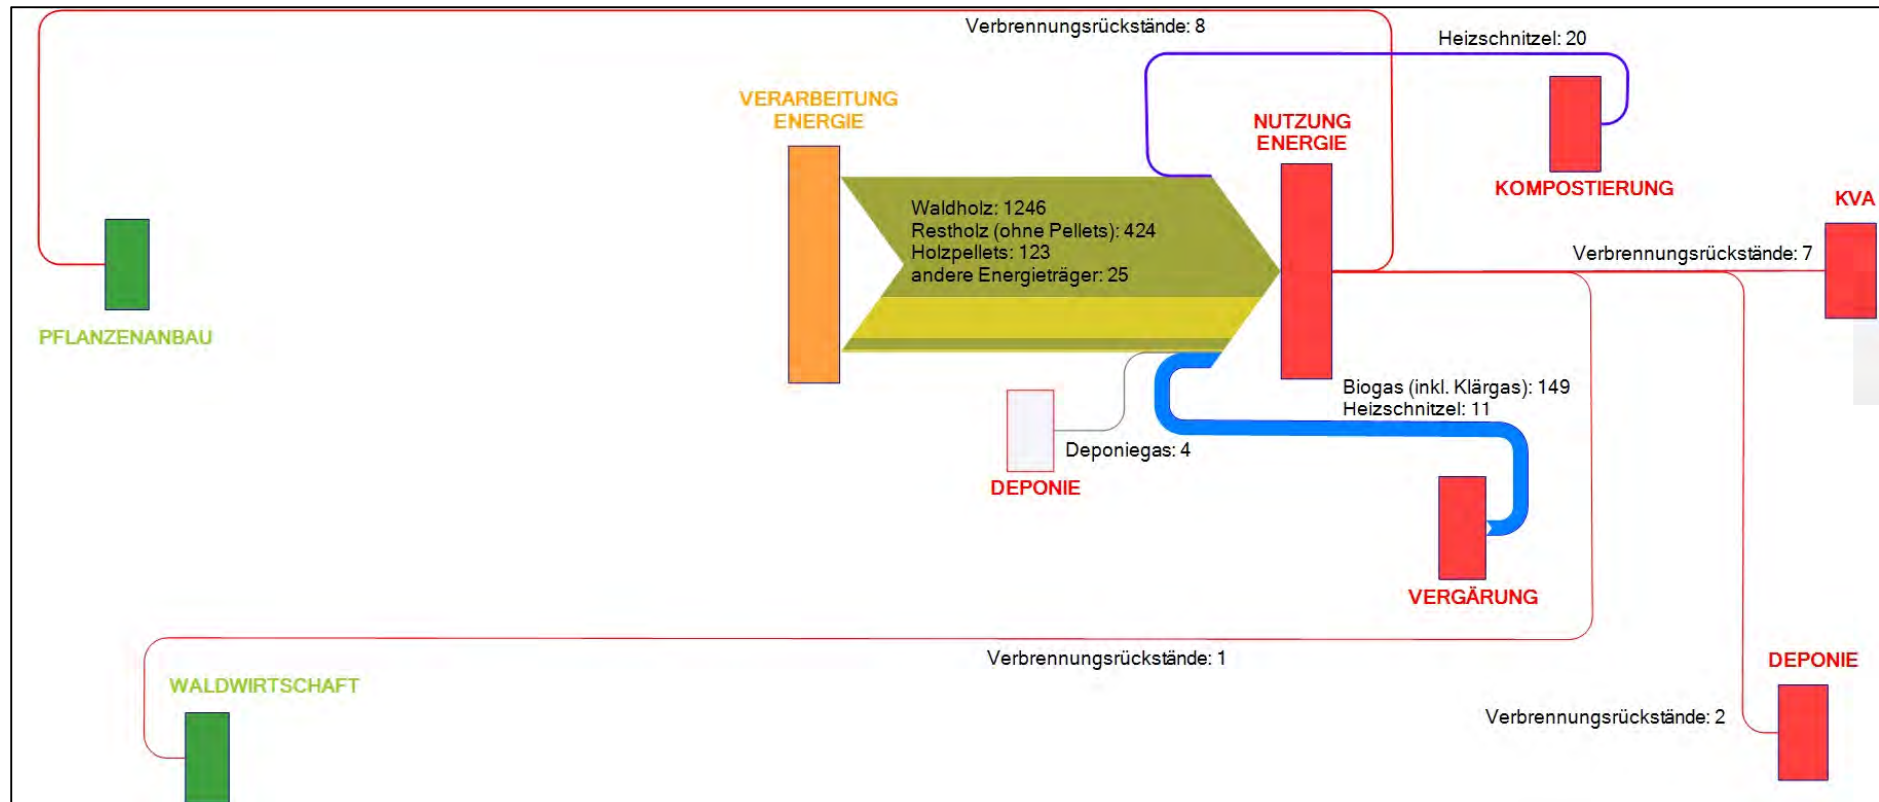 Verbrennungsrückstände: 8
Heizschnitzel: 20
VERARBEITUNG
ENERGIE
NUTZUNG
ENERGIE
KOMPOSTIERUNG
KVA
Waldholz: 1246
Restholz (ohne Pellets): 424
Holzpellets: 123
andere Energieträger: 25
Verbrennungsrückstände: 7
PFLANZENANBAU
Biogas (inkl. Klärgas): 149
Heizschnitzel: 11
Deponiegas: 4
DEPONIE
VERGÄRUNG
Verbrennungsrückstände: 1
DEPONIE
WALDWIRTSCHAFT
Verbrennungsrückstände: 2